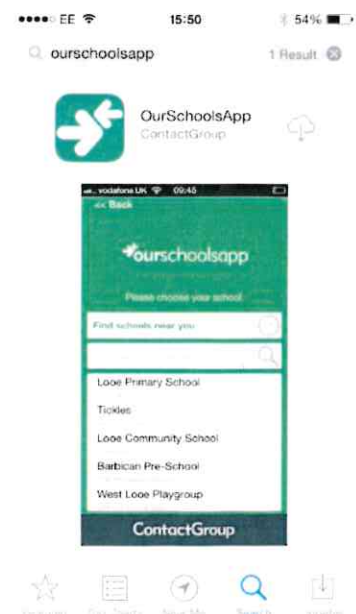 EE 15:50 54%
ourschoolsapp 1 Result
OurSchoolsApp
ContactGroup
vodafone UK 09:45
<< Back
ourschoolsapp
Please choose your school
Find schools near you
Looe Primary School
Tickles
Looe Community School
Barbican Pre-School
West Looe Playgroup
ContactGroup
Search